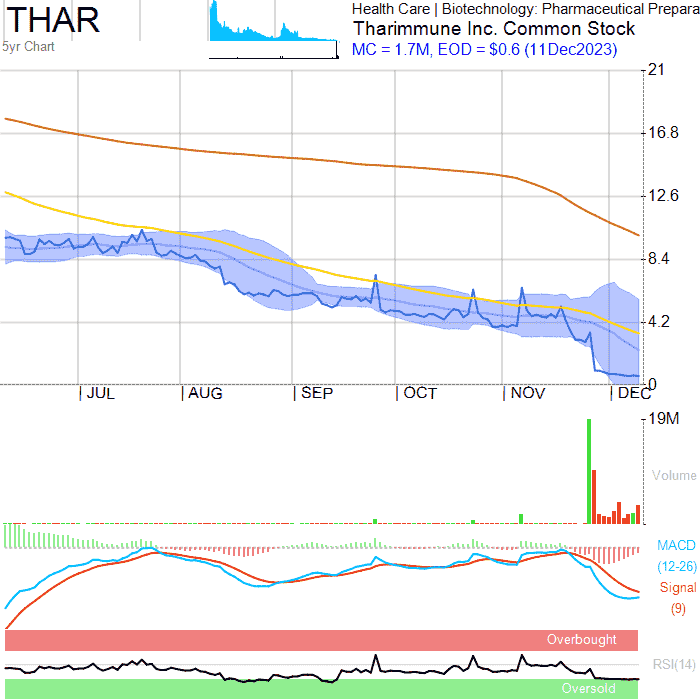 THAR
5yr Chart
Health Care | Biotechnology: Pharmaceutical Prepara
Tharimmune Inc. Common Stock
MC = 1.7M, EOD = $0.6 (11Dec2023)
21
16.8
12.6
8.4
4.2
0
JUL
AUG
SEP
OCT
NOV
DEC
19M
Volume
MACD
(12-26)
Signal
(9)
Overbought
RSI(14)
Oversold